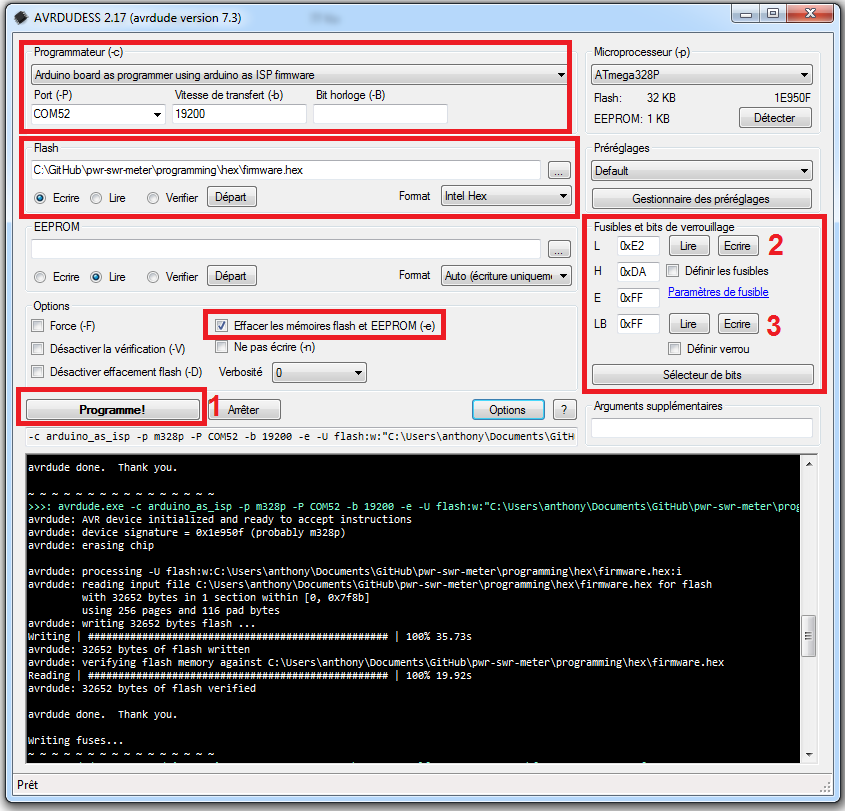 AVRDUDESS 2.17 (avrdude version 7.3)
Programmateur (-c)
Arduino board as programmer using arduino as ISP fimware
Port (-P) Vitesse de transfert (-b) Bit horloge (-B)
COM52 19200
Microprocesseur (-p)
ATmega328P
Flash: 32 KB 1E950F
EEPROM: 1 KB Détecter
Flash
C:\GitHub\pwr-swr-meter\programming\hex\firmware.hex ...
Ecrire Lire Verifier Départ Format Intel Hex
Préréglages
Default
Gestionnaire des préréglages
EEPROM
...
Ecrire Lire Verifier Départ Format Auto (écriture uniquem
Fusibles et bits de verrouillage
L 0xE2 Lire Ecrire 2
H 0xDA Définir les fusibles
E 0xFF Paramètres de fusible
LB 0xFF Lire Ecrire 3
Définir verrou
Sélecteur de bits
Options
Force (-F) Effacer les mémoires flash et EEPROM (-e)
Désactiver la vérification (-V) Ne pas écrire (-n)
Désactiver effacement flash (-D) Verbosité 0
Programme! 1 Arrêter Options ?
Arguments supplémentaires
-c arduino_as_isp -p m328p -P COM52 -b 19200 -e -U flash:w:"C:\Users\anthony\Documents\GitH
avrdude done. Thank you.
~ ~ ~ ~ ~ ~ ~ ~ ~ ~ ~ ~ ~ ~ ~ ~
>>>: avrdude.exe -c arduino_as_isp -p m328p -P COM52 -b 19200 -e -U flash:w:"C:\Users\anthony\Documents\GitHub\pwr-swr-meter\prog
avrdude: AVR device initialized and ready to accept instructions
avrdude: device signature = 0x1e950f (probably m328p)
avrdude: erasing chip
avrdude: processing -U flash:w:C:\Users\anthony\Documents\GitHub\pwr-swr-meter\programming\hex\firmware.hex:i
avrdude: reading input file C:\Users\anthony\Documents\GitHub\pwr-swr-meter\programming\hex\firmware.hex for flash
with 32652 bytes in 1 section within [0, 0x7f8b]
using 256 pages and 116 pad bytes
avrdude: writing 32652 bytes flash ...
Writing | ################################################## | 100% 35.73s
avrdude: 32652 bytes of flash written
avrdude: verifying flash memory against C:\Users\anthony\Documents\GitHub\pwr-swr-meter\programming\hex\firmware.hex
Reading | ################################################## | 100% 19.92s
avrdude: 32652 bytes of flash verified
avrdude done. Thank you.
Writing fuses...
~ ~ ~ ~ ~ ~ ~ ~ ~ ~ ~ ~ ~ ~ ~ ~
Prêt